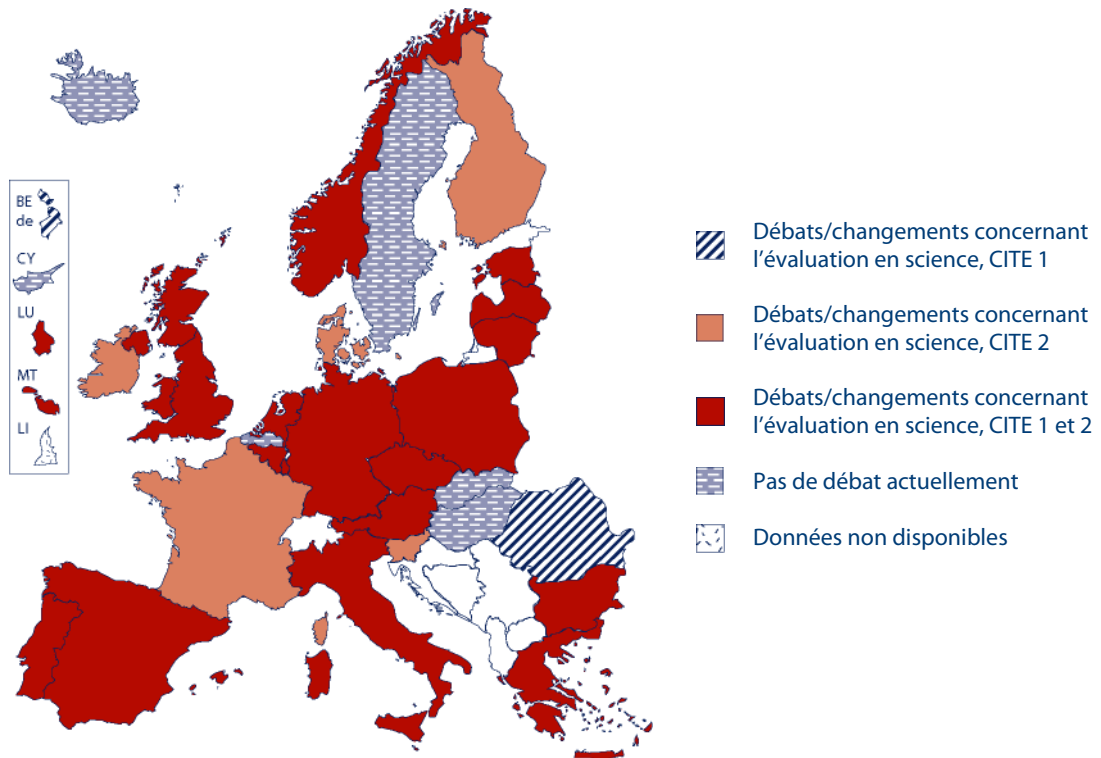 BE
de
CY
LU
MT
LI
Débats/changements concernant
l’évaluation en science, CITE 1
Débats/changements concernant
l’évaluation en science, CITE 2
Débats/changements concernant
l’évaluation en science, CITE 1 et 2
Pas de débat actuellement
Données non disponibles